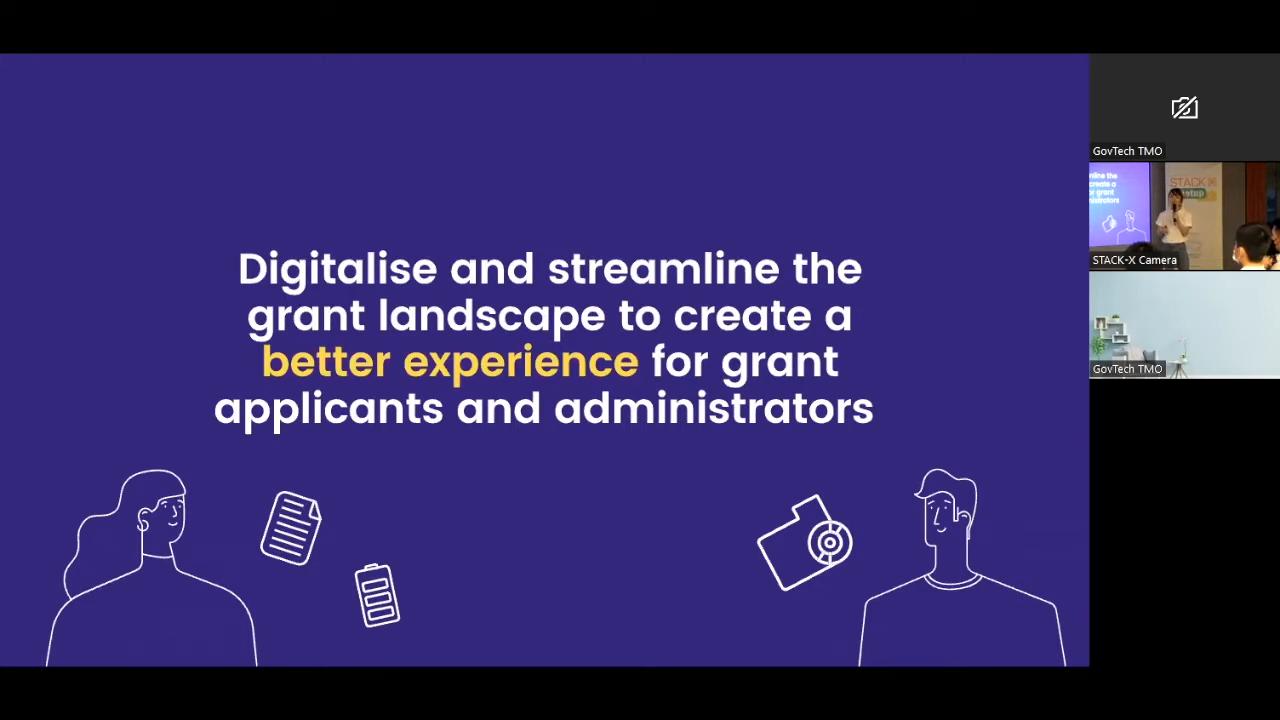 Digitalise and streamline the
grant landscape to create a
better experience for grant
applicants and administrators
GovTech TMO
STACK
STACK-X Camera
GovTech TMO